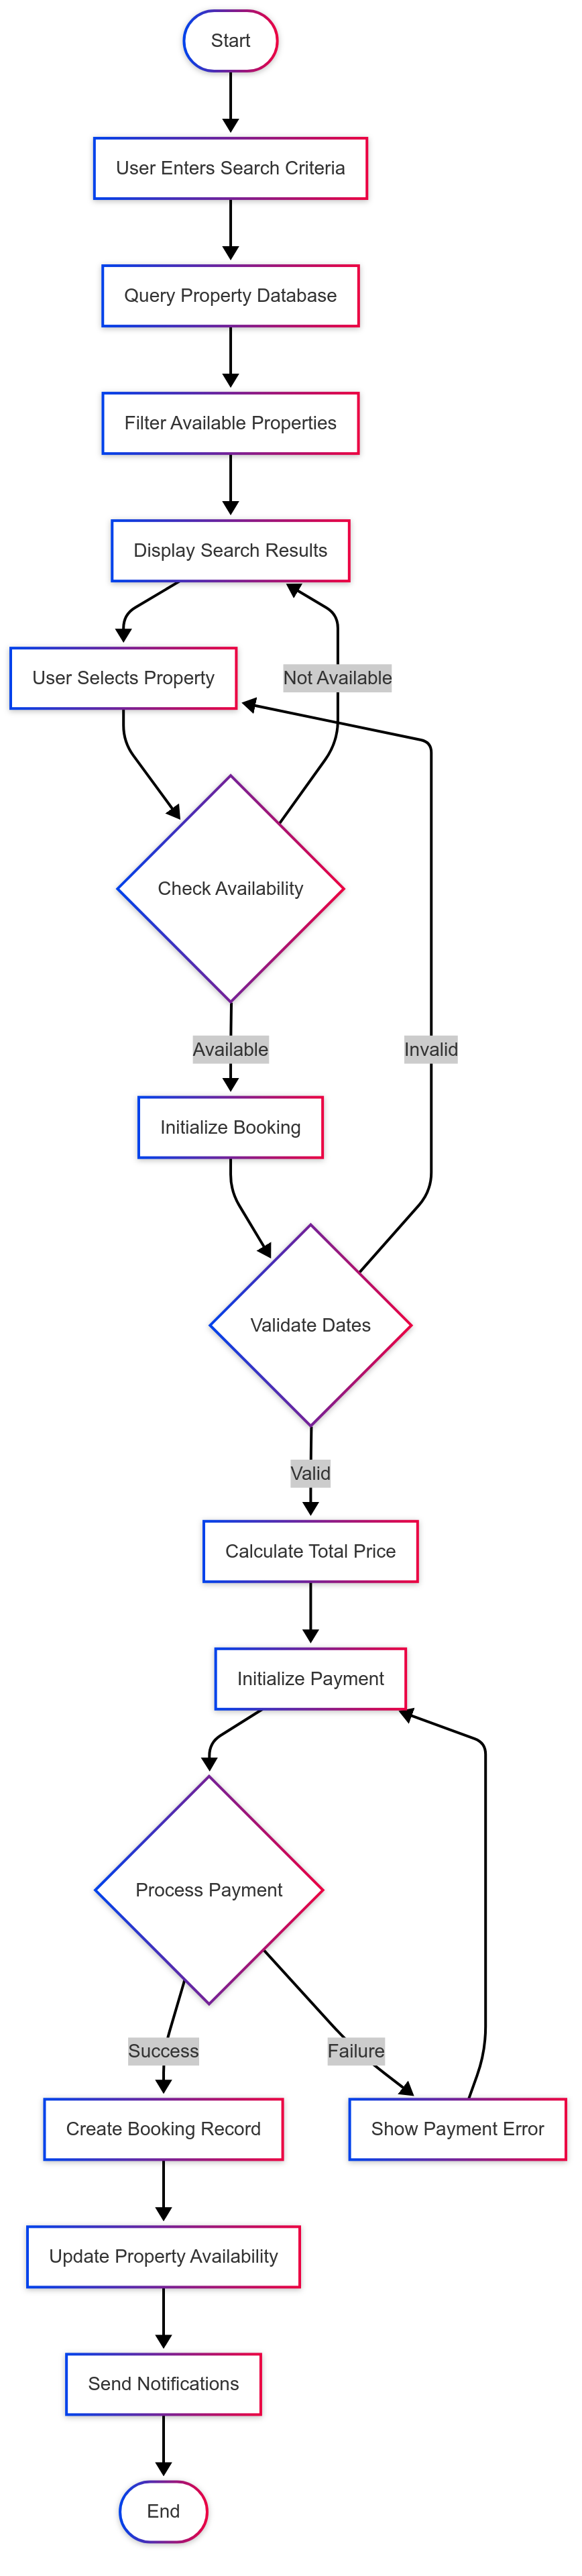 Start
User Enters Search Criteria
Query Property Database
Filter Available Properties
Display Search Results
User Selects Property
Not Available
Check Availability
Available
Invalid
Initialize Booking
Validate Dates
Valid
Calculate Total Price
Initialize Payment
Process Payment
Success
Failure
Create Booking Record
Show Payment Error
Update Property Availability
Send Notifications
End